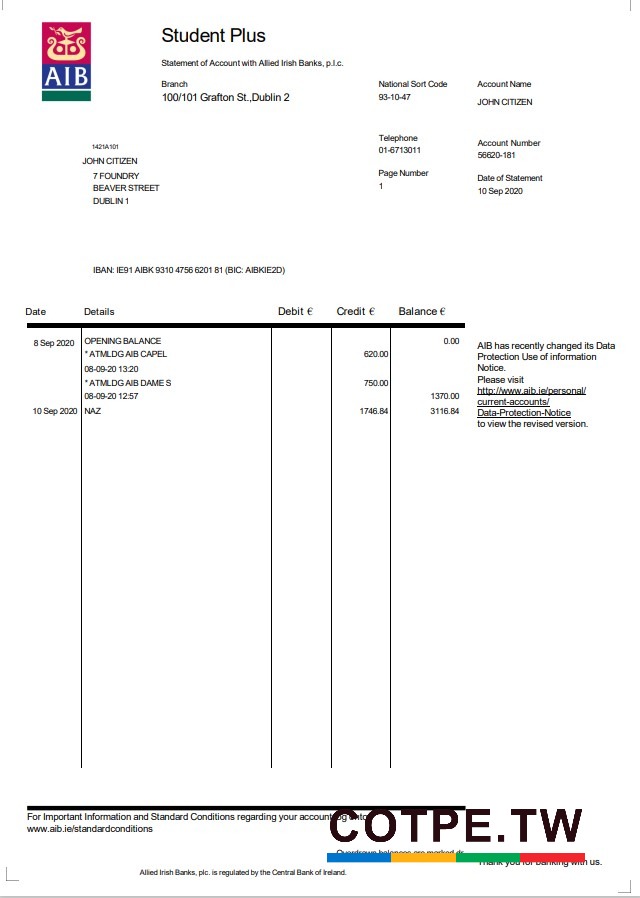 AIB
Student Plus
Statement of Account with Allied Irish Banks, p.l.c.
Branch
100/101 Grafton St.,Dublin 2
National Sort Code
93-10-47
Account Name
JOHN CITIZEN
Telephone
01-6713011
Account Number
56620-181
Page Number
1
Date of Statement
10 Sep 2020
1421A101
JOHN CITIZEN
7 FOUNDRY
BEAVER STREET
DUBLIN 1
IBAN: IE91 AIBK 9310 4756 6201 81 (BIC: AIBKIE2D)
Date Details Debit € Credit € Balance €
8 Sep 2020 OPENING BALANCE 0.00
* ATMLDG AIB CAPEL 620.00
08-09-20 13:20
* ATMLDG AIB DAME S 750.00
08-09-20 12:57 1370.00
10 Sep 2020 NAZ 1746.84 3116.84
AIB has recently changed its Data
Protection Use of information
Notice.
Please visit
http://www.aib.ie/personal/
current-accounts/
Data-Protection-Notice
to view the revised version.
For Important Information and Standard Conditions regarding your account log onto
www.aib.ie/standardconditions
COTPE.TW
Overdrawn balances are marked dr
Thank you for banking with us.
Allied Irish Banks, plc. is regulated by the Central Bank of Ireland.